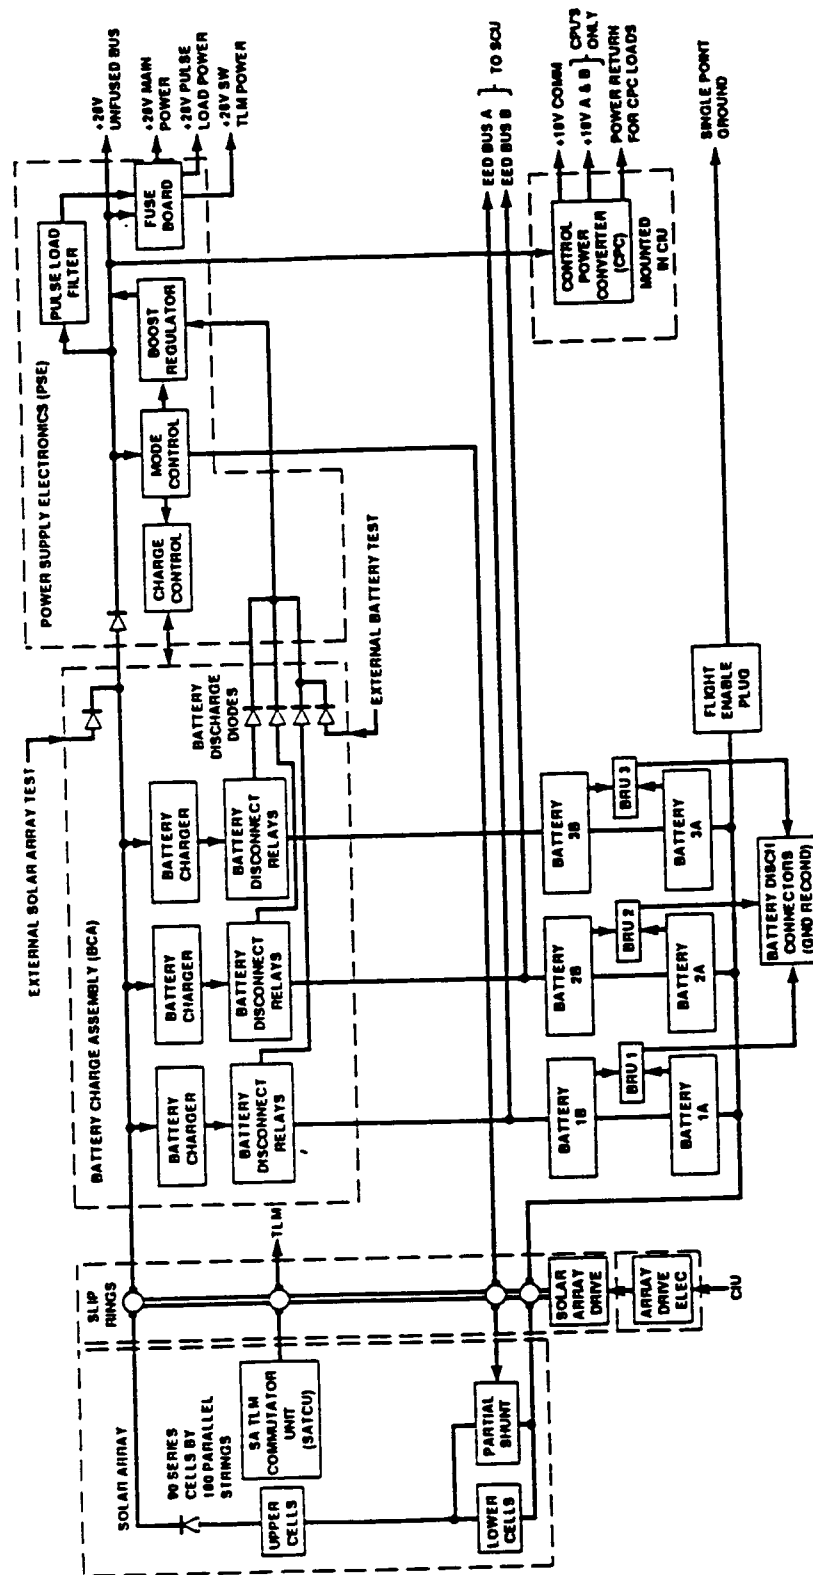 SOLAR ARRAY
90 SERIES
CELLS BY
180 PARALLEL
STRINGS
UPPER
CELLS
LOWER
CELLS
PARTIAL
SHUNT
SA TLM
COMMUTATOR
UNIT
(SATCU)
SLIP
RINGS
TLM
SOLAR ARRAY
DRIVE
ARRAY
DRIVE
ELEC
CIU
EXTERNAL SOLAR ARRAY TEST
BATTERY CHARGE ASSEMBLY (BCA)
BATTERY
CHARGER
BATTERY
CHARGER
BATTERY
CHARGER
BATTERY
DISCONNECT
RELAYS
BATTERY
DISCONNECT
RELAYS
BATTERY
DISCONNECT
RELAYS
BATTERY
DISCHARGE
DIODES
EXTERNAL BATTERY TEST
BATTERY
1B
BRU 1
BATTERY
1A
BATTERY
2B
BRU 2
BATTERY
2A
BATTERY
3B
BRU 3
BATTERY
3A
BATTERY DISCH
CONNECTORS
(GND RECOND)
FLIGHT
ENABLE
PLUG
POWER SUPPLY ELECTRONICS (PSE)
CHARGE
CONTROL
MODE
CONTROL
BOOST
REGULATOR
PULSE LOAD
FILTER
FUSE
BOARD
+28V
UNFUSED BUS
+28V MAIN
POWER
+28V PULSE
LOAD POWER
+28V SW
TLM POWER
EED BUS A
EED BUS B
TO SCU
CONTROL
POWER
CONVERTER
(CPC)
MOUNTED
IN CIU
+10V COMM
+10V A & B
CPU'S
ONLY
POWER RETURN
FOR CPC LOADS
SINGLE POINT
GROUND